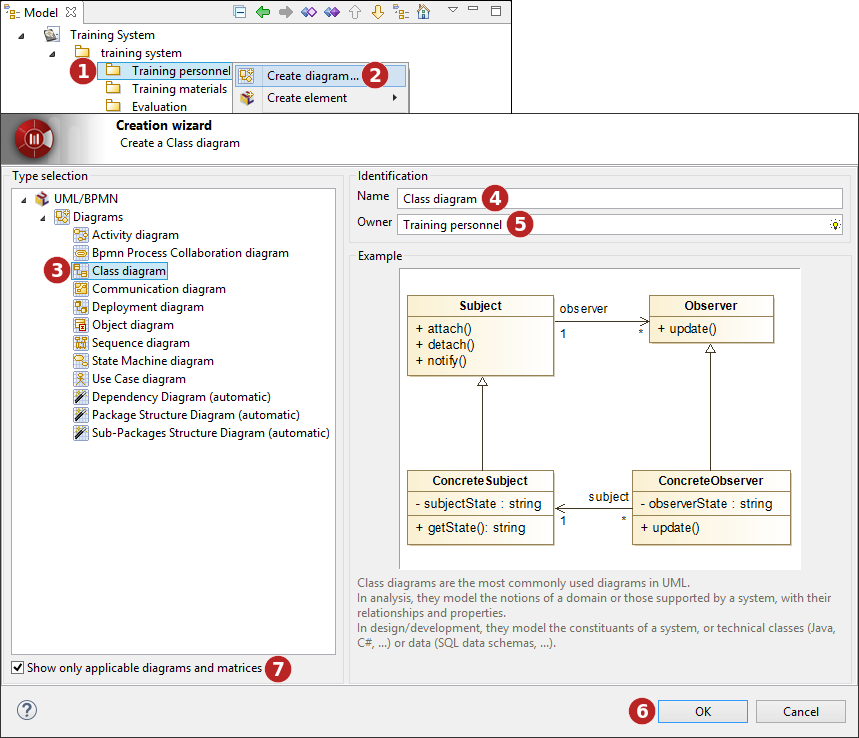 Model
Training System
training system
1 Training personnel
Create diagram... 2
Training materials
Create element
Evaluation
Creation wizard
Create a Class diagram
Type selection
UML/BPMN
Diagrams
Activity diagram
Bpmn Process Collaboration diagram
3 Class diagram
Communication diagram
Deployment diagram
Object diagram
Sequence diagram
State Machine diagram
Use Case diagram
Dependency Diagram (automatic)
Package Structure Diagram (automatic)
Sub-Packages Structure Diagram (automatic)
Show only applicable diagrams and matrices 7
Identification
Name Class diagram 4
Owner Training personnel 5
Example
Subject
+ attach()
+ detach()
+ notify()
observer
1
*
Observer
+ update()
ConcreteSubject
- subjectState : string
+ getState(): string
subject
1
*
ConcreteObserver
- observerState : string
+ update()
Class diagrams are the most commonly used diagrams in UML.
In analysis, they model the notions of a domain or those supported by a system, with their
relationships and properties.
In design/development, they model the constituants of a system, or technical classes (Java,
C#, ...) or data (SQL data schemas, ...).
?
6 OK
Cancel